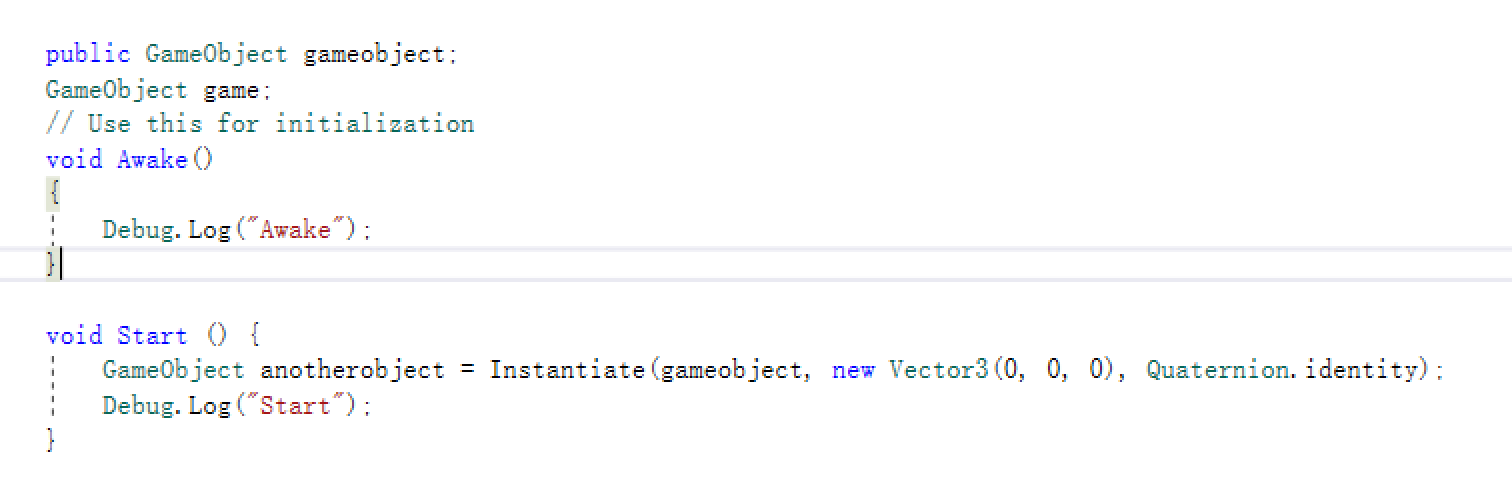 public GameObject gameobject;
GameObject game;
// Use this for initialization
void Awake()
{
Debug.Log("Awake");
}
void Start () {
GameObject anotherobject = Instantiate(gameobject, new Vector3(0, 0, 0), Quaternion.identity);
Debug.Log("Start");
}